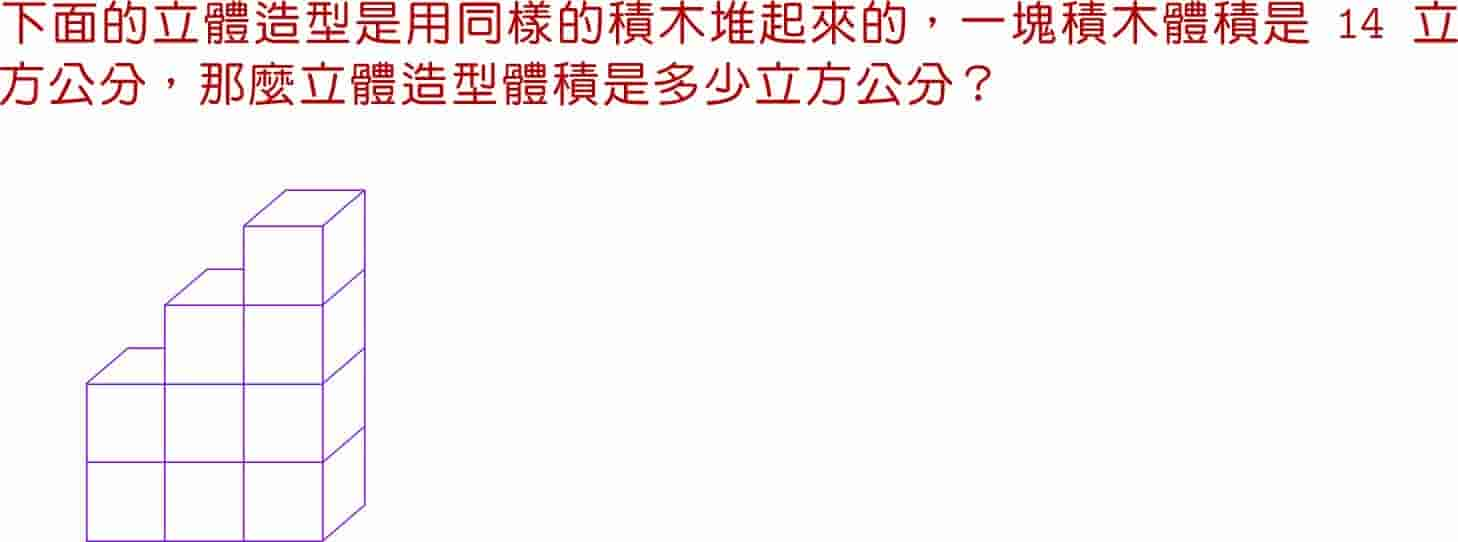 下面的立體造型是用同樣的積木堆起來的，一塊積木體積是 14 立
方公分，那麼立體造型體積是多少立方公分？